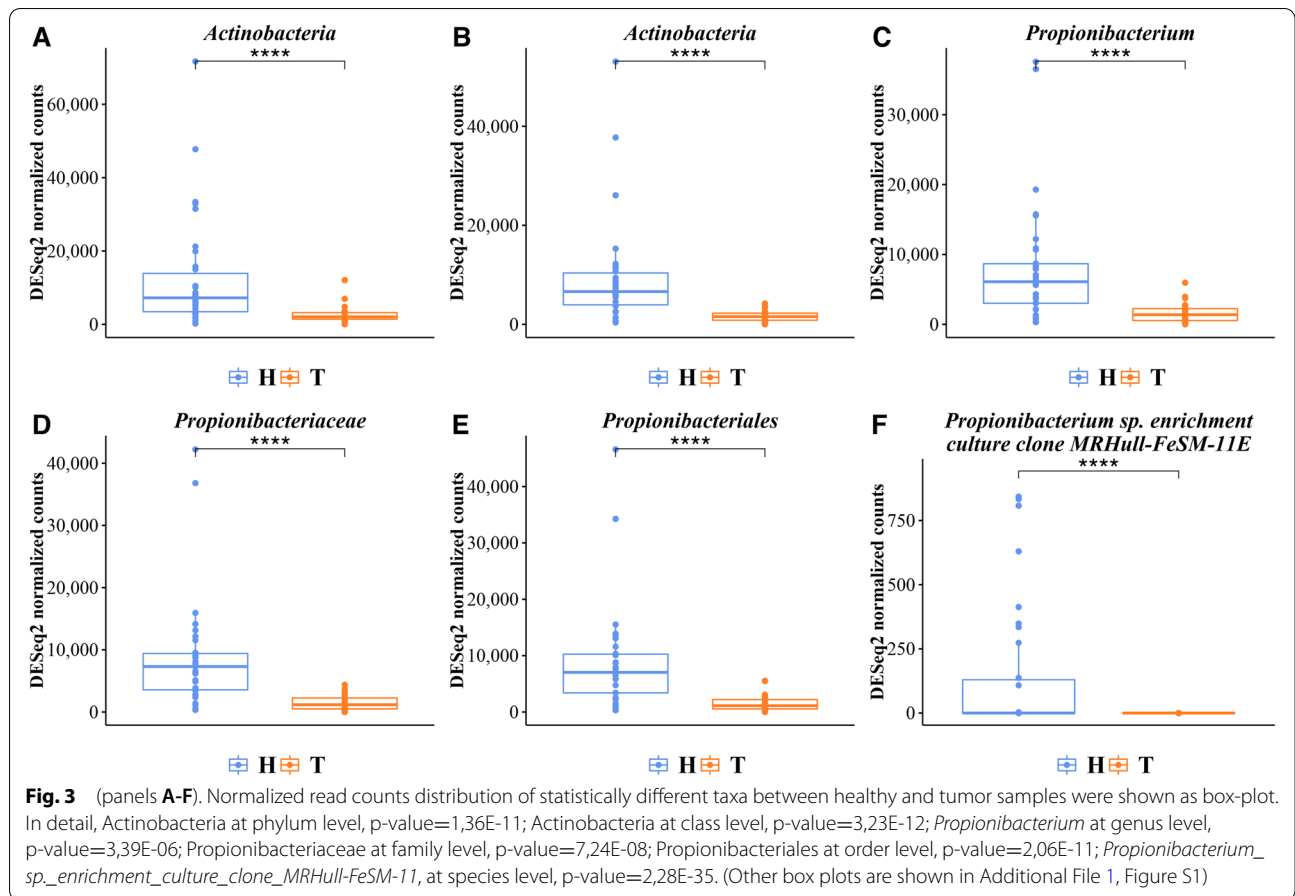 A
Actinobacteria
****
DESeq2 normalized counts
60,000
40,000
20,000
0
H T
B
Actinobacteria
****
DESeq2 normalized counts
40,000
20,000
0
H T
C
Propionibacterium
****
DESeq2 normalized counts
30,000
20,000
10,000
0
H T
D
Propionibacteriaceae
****
DESeq2 normalized counts
40,000
30,000
20,000
10,000
0
H T
E
Propionibacteriales
****
DESeq2 normalized counts
40,000
30,000
20,000
10,000
0
H T
F
Propionibacterium sp. enrichment
culture clone MRHull-FeSM-11E
****
DESeq2 normalized counts
750
500
250
0
H T
Fig. 3 (panels A-F). Normalized read counts distribution of statistically different taxa between healthy and tumor samples were shown as box-plot.
In detail, Actinobacteria at phylum level, p-value=1,36E-11; Actinobacteria at class level, p-value=3,23E-12; Propionibacterium at genus level,
p-value=3,39E-06; Propionibacteriaceae at family level, p-value=7,24E-08; Propionibacteriales at order level, p-value=2,06E-11; Propionibacterium_
sp._enrichment_culture_clone_MRHull-FeSM-11, at species level, p-value=2,28E-35. (Other box plots are shown in Additional File 1, Figure S1)